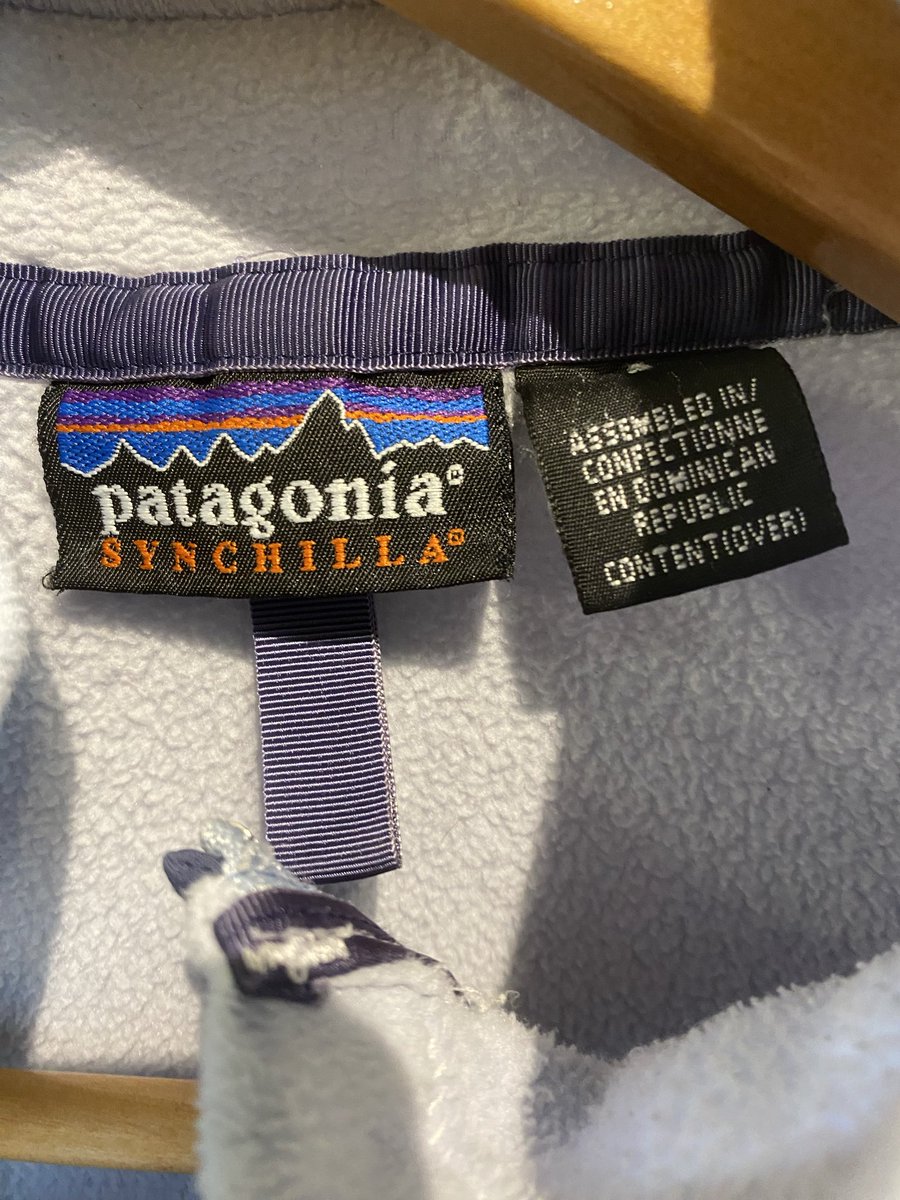 patagonia®
SYNCHILLA®
ASSEMBLED IN/
CONFECTIONNE
EN DOMINICAN
REPUBLIC
CONTENT(OVER)